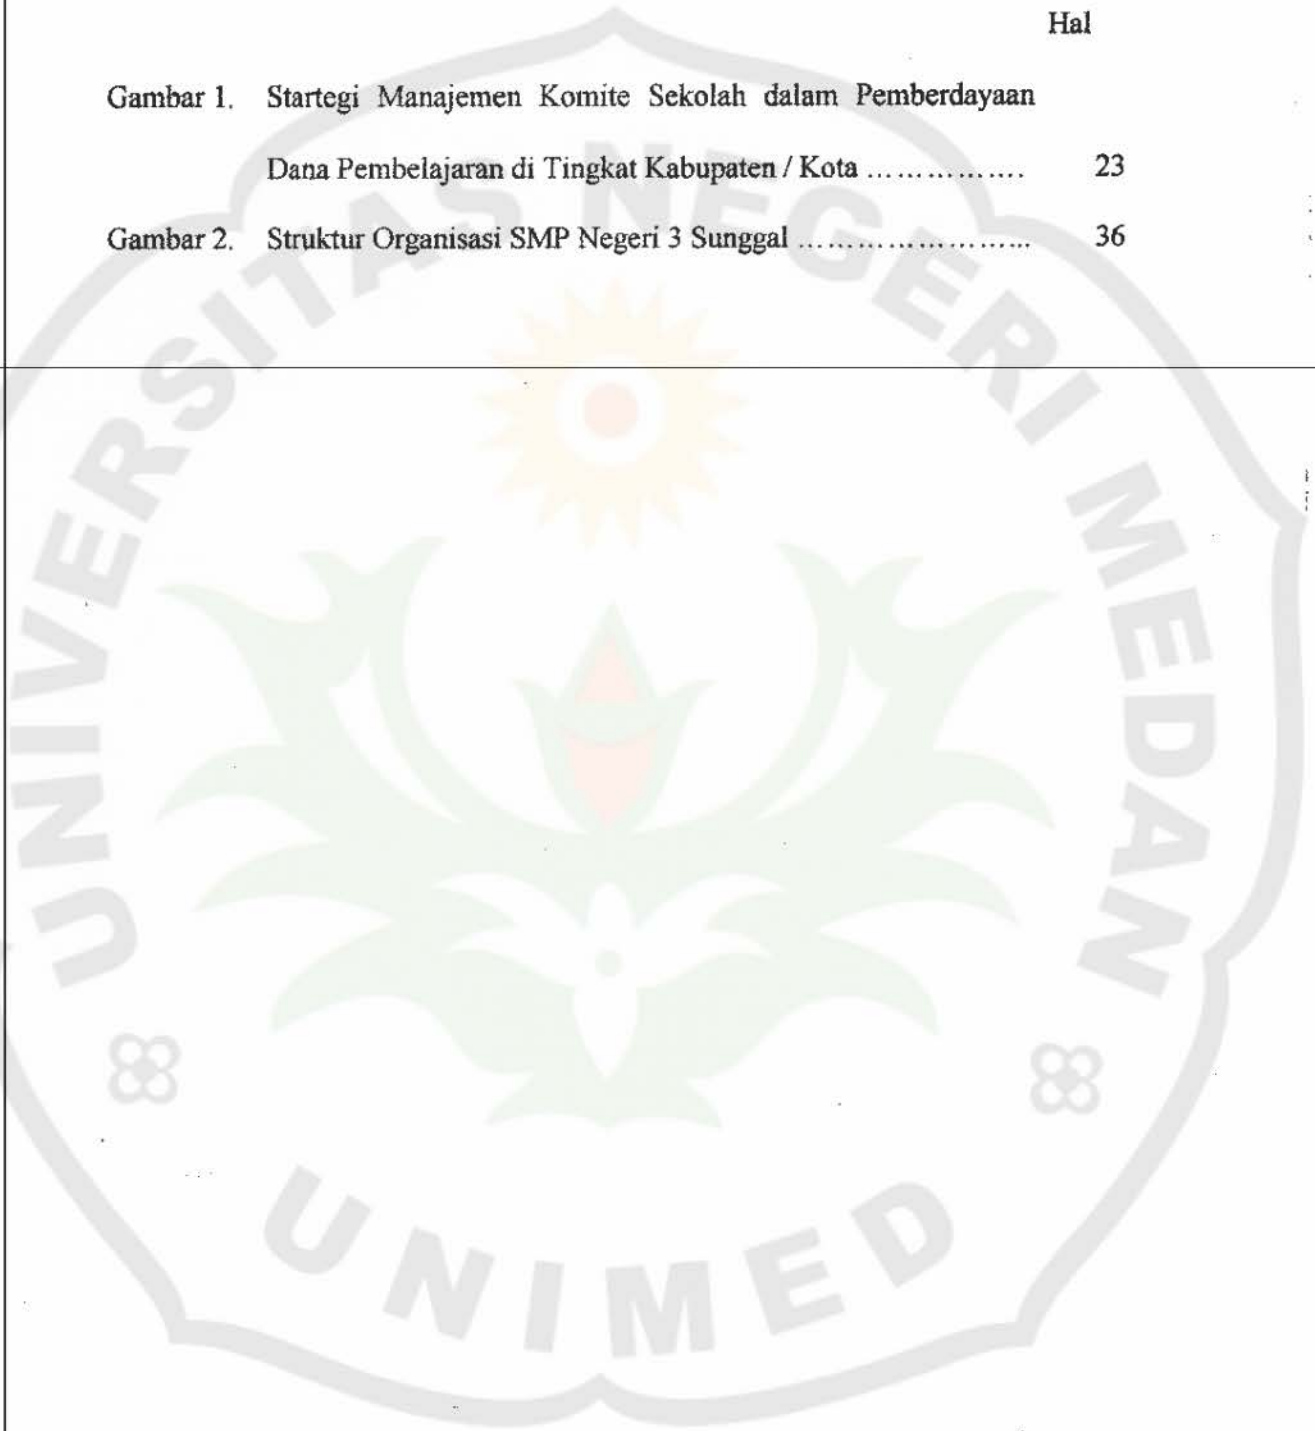 Hal
Gambar 1. Startegi Manajemen Komite Sekolah dalam Pemberdayaan
Dana Pembelajaran di Tingkat Kabupaten / Kota ................ 23
Gambar 2. Struktur Organisasi SMP Negeri 3 Sunggal ........................ 36
UNIVERSITAS NEGERI MEDAN
UNIMED